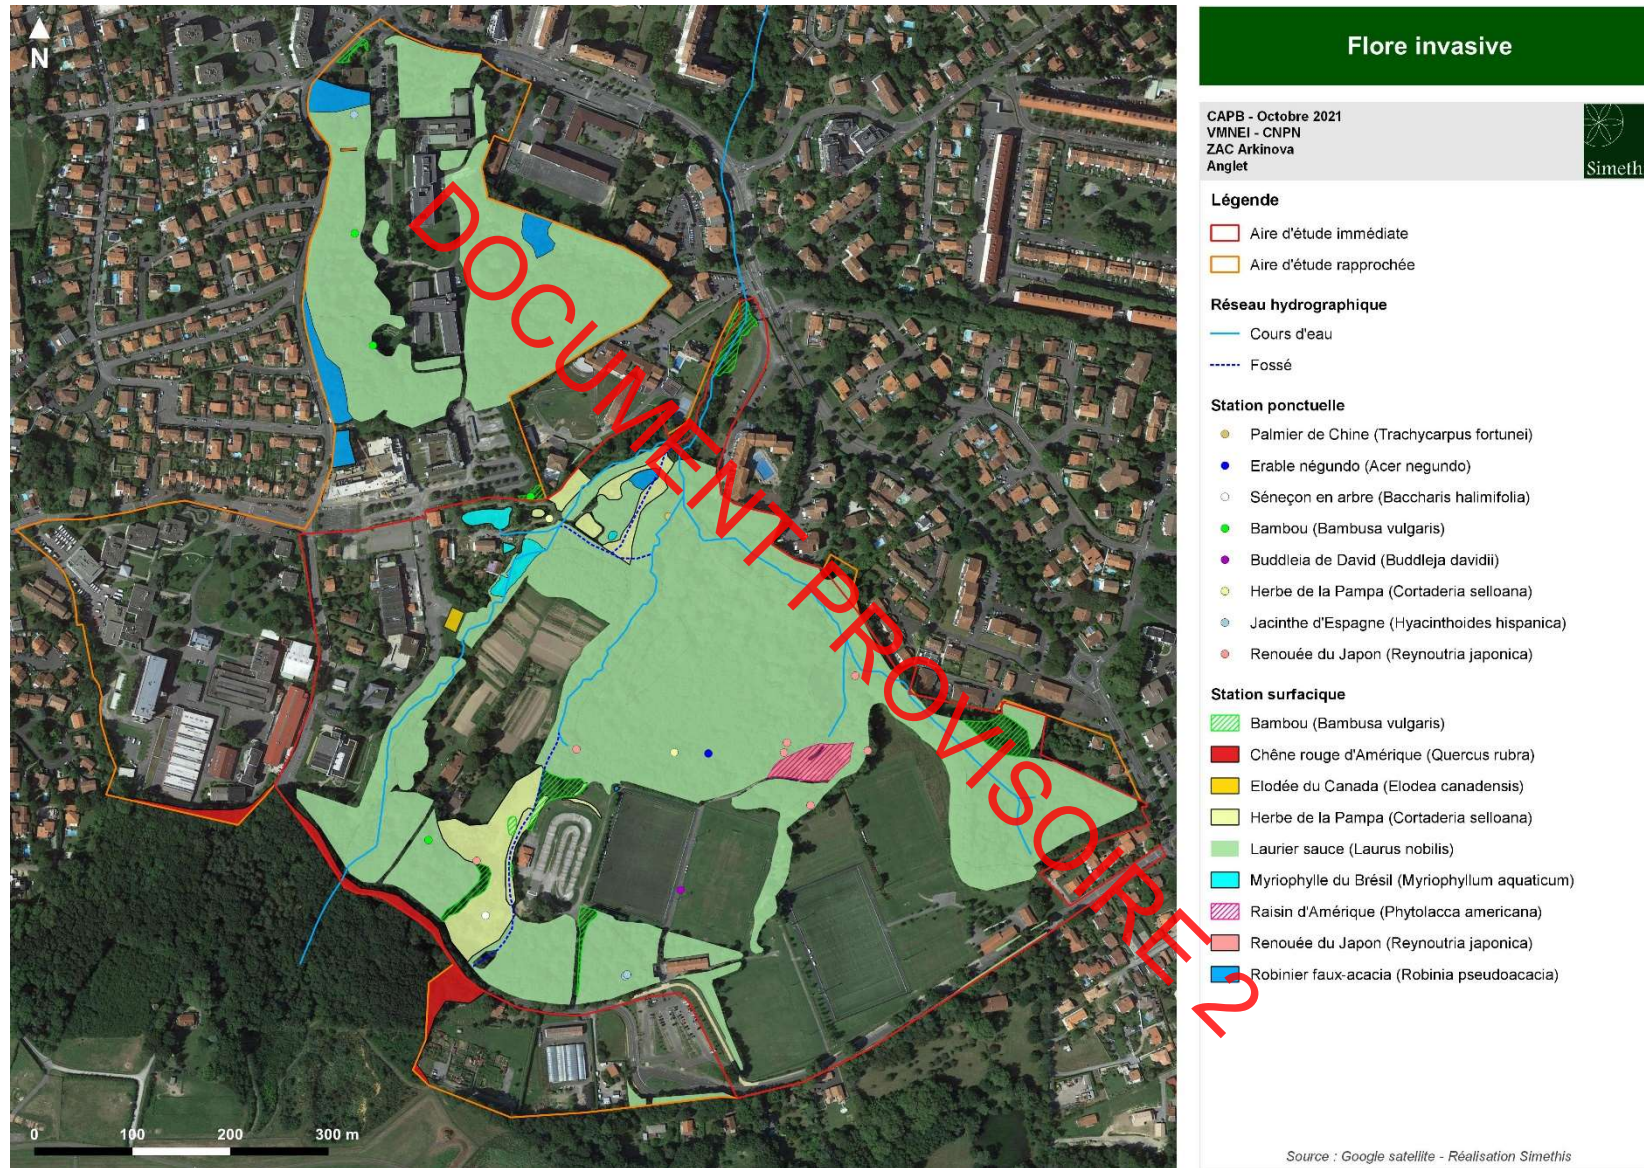 N
Flore invasive
CAPB - Octobre 2021
VMNEI - CNPN
ZAC Arkinova
Anglet
Simeth
Légende
Aire d'étude immédiate
Aire d'étude rapprochée
Réseau hydrographique
Cours d'eau
Fossé
Station ponctuelle
Palmier de Chine (Trachycarpus fortunei)
Erable négundo (Acer negundo)
Séneçon en arbre (Baccharis halimifolia)
Bambou (Bambusa vulgaris)
Buddleia de David (Buddleja davidii)
Herbe de la Pampa (Cortaderia selloana)
Jacinthe d'Espagne (Hyacinthoides hispanica)
Renouée du Japon (Reynoutria japonica)
Station surfacique
Bambou (Bambusa vulgaris)
Chêne rouge d'Amérique (Quercus rubra)
Elodée du Canada (Elodea canadensis)
Herbe de la Pampa (Cortaderia selloana)
Laurier sauce (Laurus nobilis)
Myriophylle du Brésil (Myriophyllum aquaticum)
Raisin d'Amérique (Phytolacca americana)
Renouée du Japon (Reynoutria japonica)
Robinier faux-acacia (Robinia pseudoacacia)
DOCUMENT PROVISOIRE 2
0 100 200 300 m
Source : Google satellite - Réalisation Simethis